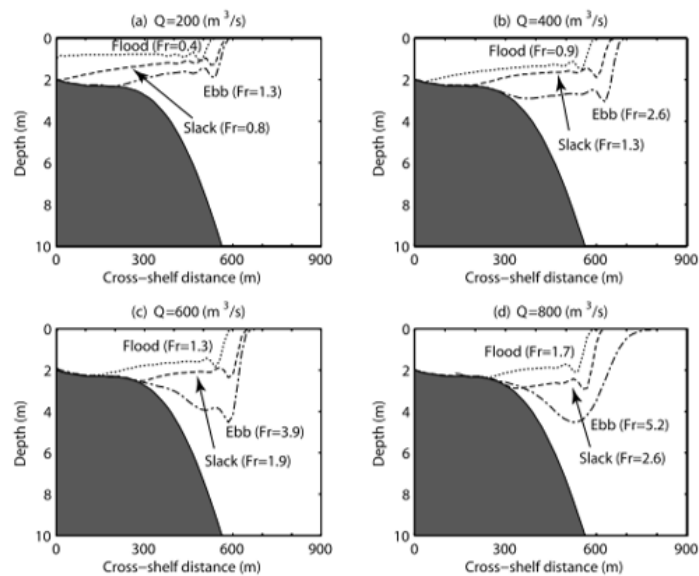 (a) Q=200 (m³/s)
0
2
4
6
8
10
Depth (m)
Flood (Fr=0.4)
Ebb (Fr=1.3)
Slack (Fr=0.8)
0 300 600 900
Cross−shelf distance (m)
(b) Q=400 (m³/s)
0
2
4
6
8
10
Depth (m)
Flood (Fr=0.9)
Ebb (Fr=2.6)
Slack (Fr=1.3)
0 300 600 900
Cross−shelf distance (m)
(c) Q=600 (m³/s)
0
2
4
6
8
10
Depth (m)
Flood (Fr=1.3)
Ebb (Fr=3.9)
Slack (Fr=1.9)
0 300 600 900
Cross−shelf distance (m)
(d) Q=800 (m³/s)
0
2
4
6
8
10
Depth (m)
Flood (Fr=1.7)
Ebb (Fr=5.2)
Slack (Fr=2.6)
0 300 600 900
Cross−shelf distance (m)